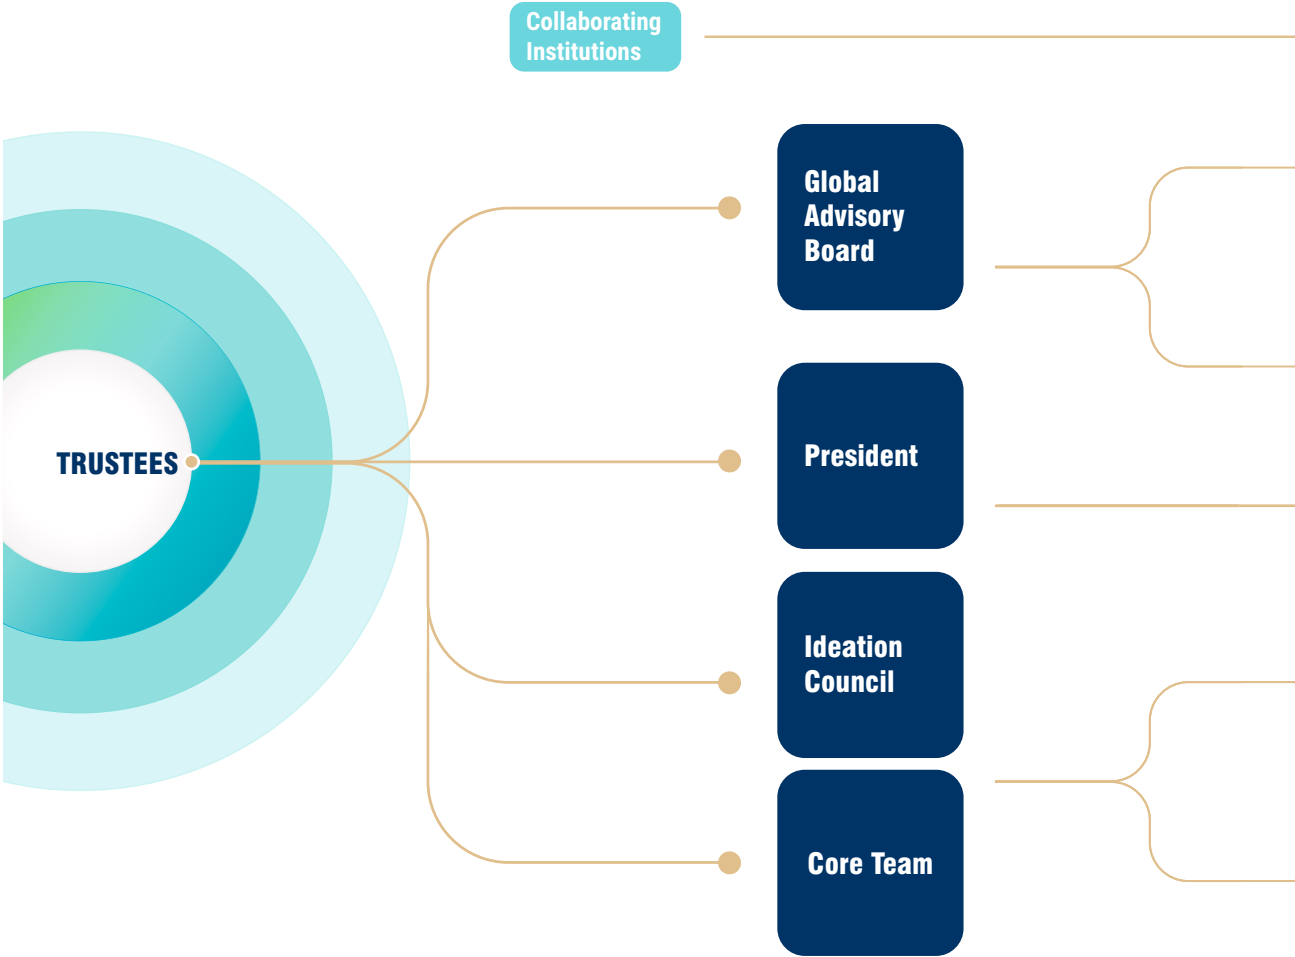 Collaborating
Institutions
Global
Advisory
Board
TRUSTEES
President
Ideation
Council
Core Team